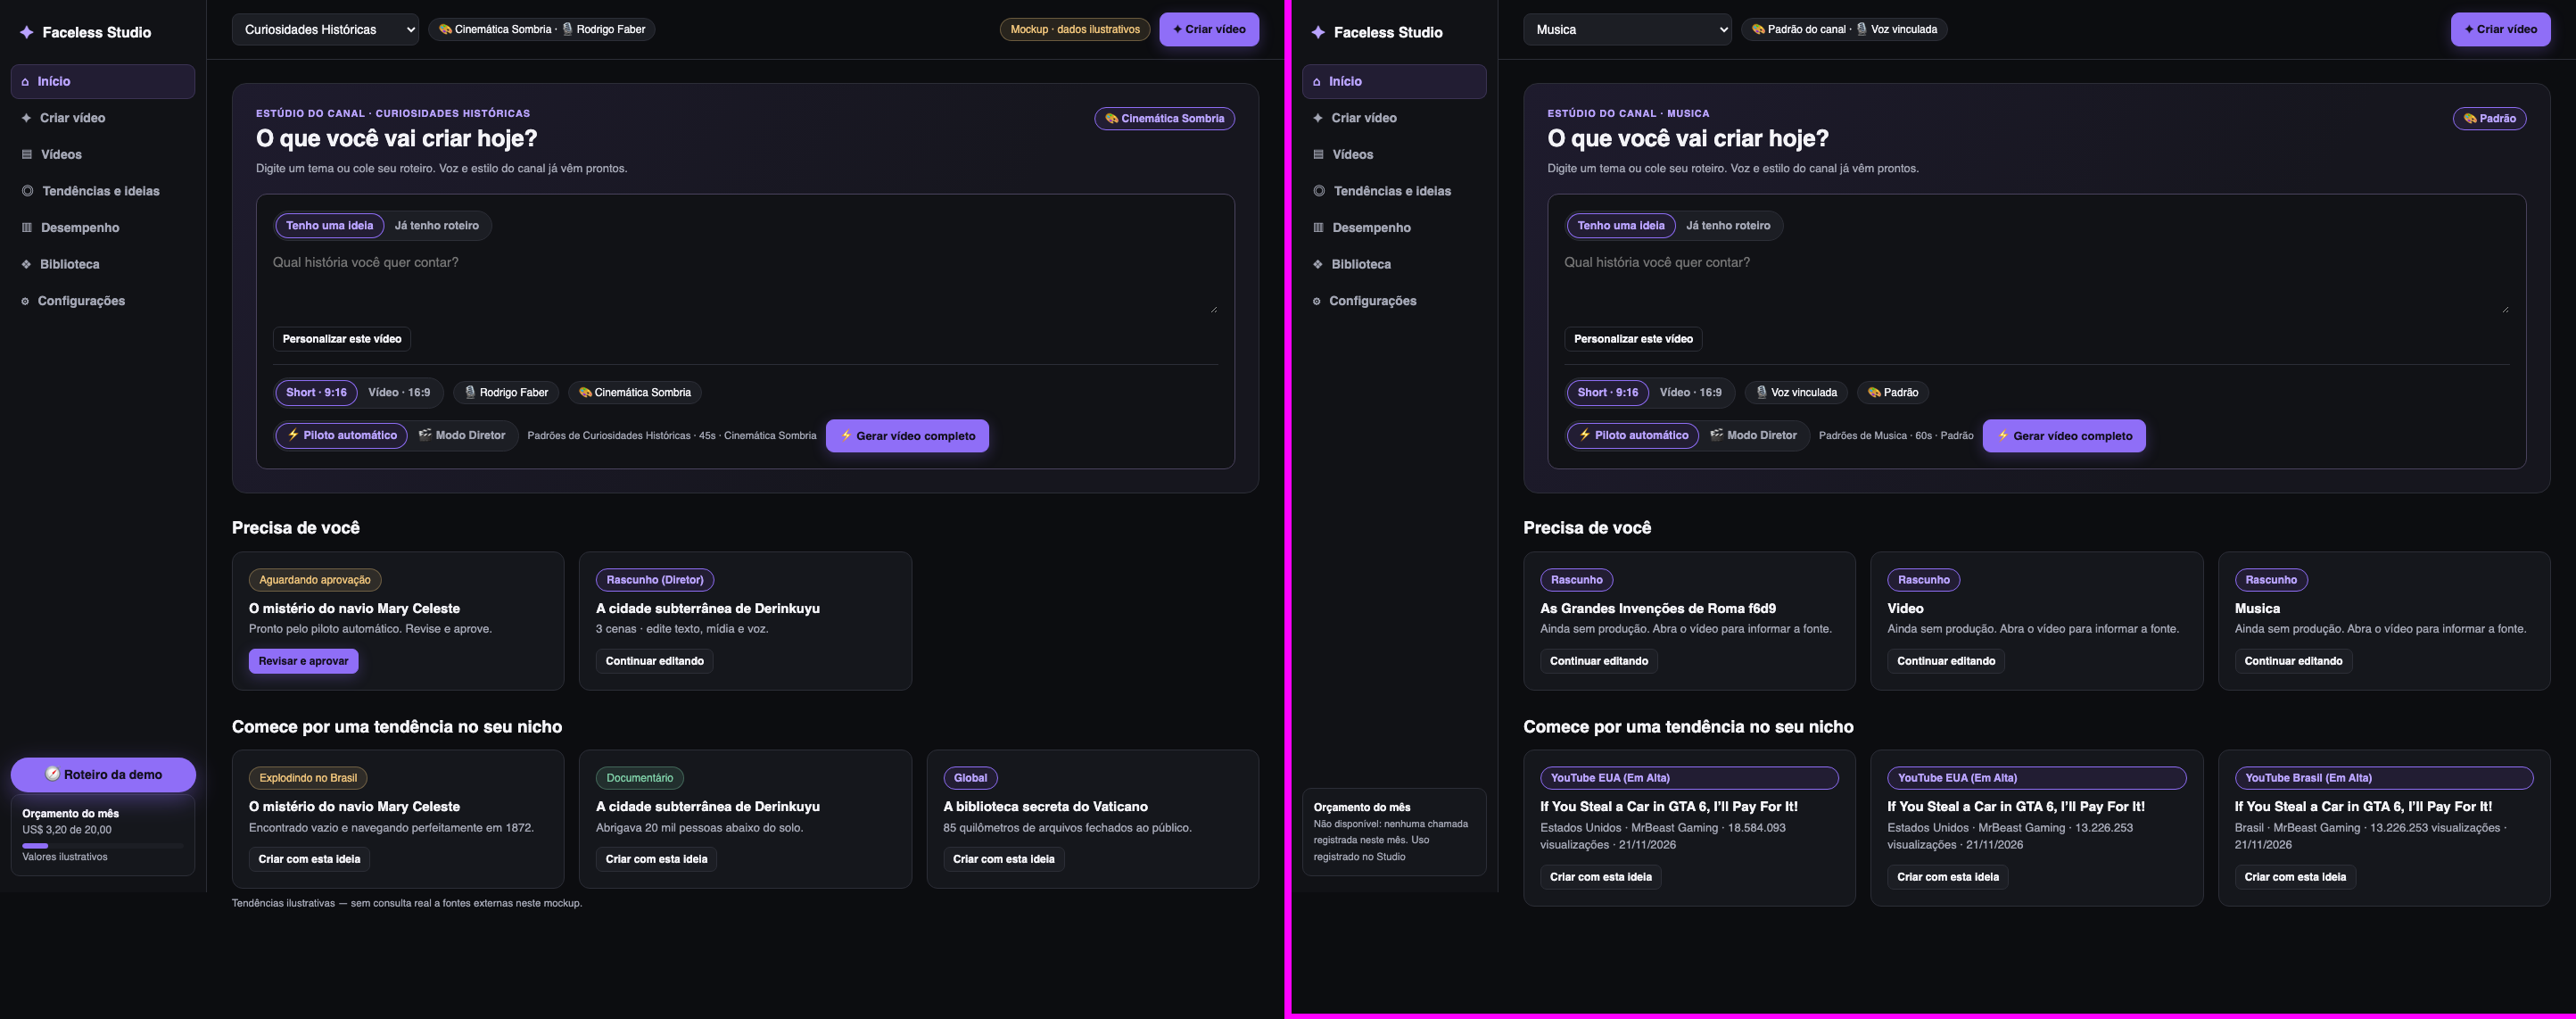 Faceless Studio
Início
Criar vídeo
Vídeos
Tendências e ideias
Desempenho
Biblioteca
Configurações
Roteiro da demo
Orçamento do mês
US$ 3,20 de 20,00
Valores ilustrativos
Curiosidades Históricas
Cinemática Sombria · Rodrigo Faber
Mockup · dados ilustrativos
Criar vídeo
ESTÚDIO DO CANAL · CURIOSIDADES HISTÓRICAS
O que você vai criar hoje?
Cinemática Sombria
Digite um tema ou cole seu roteiro. Voz e estilo do canal já vêm prontos.
Tenho uma ideia
Já tenho roteiro
Qual história você quer contar?
Personalizar este vídeo
Short · 9:16
Vídeo · 16:9
Rodrigo Faber
Cinemática Sombria
Piloto automático
Modo Diretor
Padrões de Curiosidades Históricas · 45s · Cinemática Sombria
Gerar vídeo completo
Precisa de você
Aguardando aprovação
O mistério do navio Mary Celeste
Pronto pelo piloto automático. Revise e aprove.
Revisar e aprovar
Rascunho (Diretor)
A cidade subterrânea de Derinkuyu
3 cenas · edite texto, mídia e voz.
Continuar editando
Comece por uma tendência no seu nicho
Explodindo no Brasil
O mistério do navio Mary Celeste
Encontrado vazio e navegando perfeitamente em 1872.
Criar com esta ideia
Documentário
A cidade subterrânea de Derinkuyu
Abrigava 20 mil pessoas abaixo do solo.
Criar com esta ideia
Global
A biblioteca secreta do Vaticano
85 quilômetros de arquivos fechados ao público.
Criar com esta ideia
Tendências ilustrativas — sem consulta real a fontes externas neste mockup.
Faceless Studio
Início
Criar vídeo
Vídeos
Tendências e ideias
Desempenho
Biblioteca
Configurações
Orçamento do mês
Não disponível: nenhuma chamada
registrada neste mês. Uso
registrado no Studio
Musica
Padrão do canal · Voz vinculada
Criar vídeo
ESTÚDIO DO CANAL · MUSICA
O que você vai criar hoje?
Padrão
Digite um tema ou cole seu roteiro. Voz e estilo do canal já vêm prontos.
Tenho uma ideia
Já tenho roteiro
Qual história você quer contar?
Personalizar este vídeo
Short · 9:16
Vídeo · 16:9
Voz vinculada
Padrão
Piloto automático
Modo Diretor
Padrões de Musica · 60s · Padrão
Gerar vídeo completo
Precisa de você
Rascunho
As Grandes Invenções de Roma f6d9
Ainda sem produção. Abra o vídeo para informar a fonte.
Continuar editando
Rascunho
Video
Ainda sem produção. Abra o vídeo para informar a fonte.
Continuar editando
Rascunho
Musica
Ainda sem produção. Abra o vídeo para informar a fonte.
Continuar editando
Comece por uma tendência no seu nicho
YouTube EUA (Em Alta)
If You Steal a Car in GTA 6, I'll Pay For It!
Estados Unidos · MrBeast Gaming · 18.584.093
visualizações · 21/11/2026
Criar com esta ideia
YouTube EUA (Em Alta)
If You Steal a Car in GTA 6, I'll Pay For It!
Estados Unidos · MrBeast Gaming · 13.226.253
visualizações · 21/11/2026
Criar com esta ideia
YouTube Brasil (Em Alta)
If You Steal a Car in GTA 6, I'll Pay For It!
Brasil · MrBeast Gaming · 13.226.253 visualizações ·
21/11/2026
Criar com esta ideia